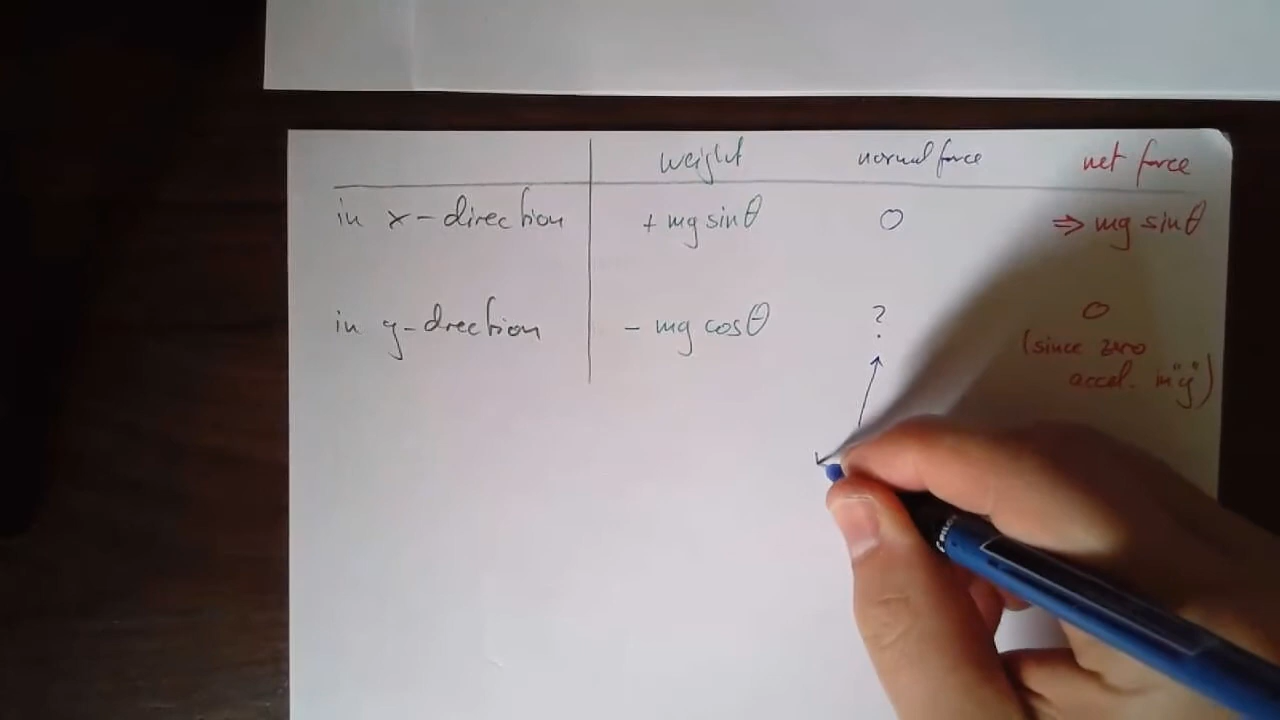 weight normal force net force
in x-direction + mg sinθ 0 ⇒ mg sinθ
in y-drection - mg cosθ ? 0
(since zero
accel. in "y")